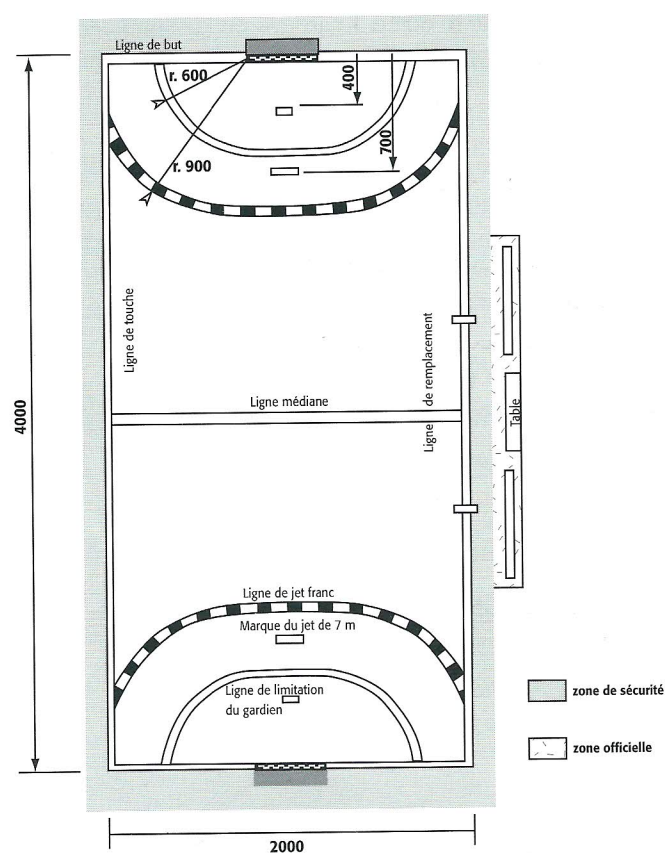 Ligne de but
r. 600
400
700
r. 900
Ligne de touche
Ligne de remplacement
Ligne médiane
Table
4000
Ligne de jet franc
Marque du jet de 7 m
Ligne de limitation
du gardien
zone de sécurité
zone officielle
2000